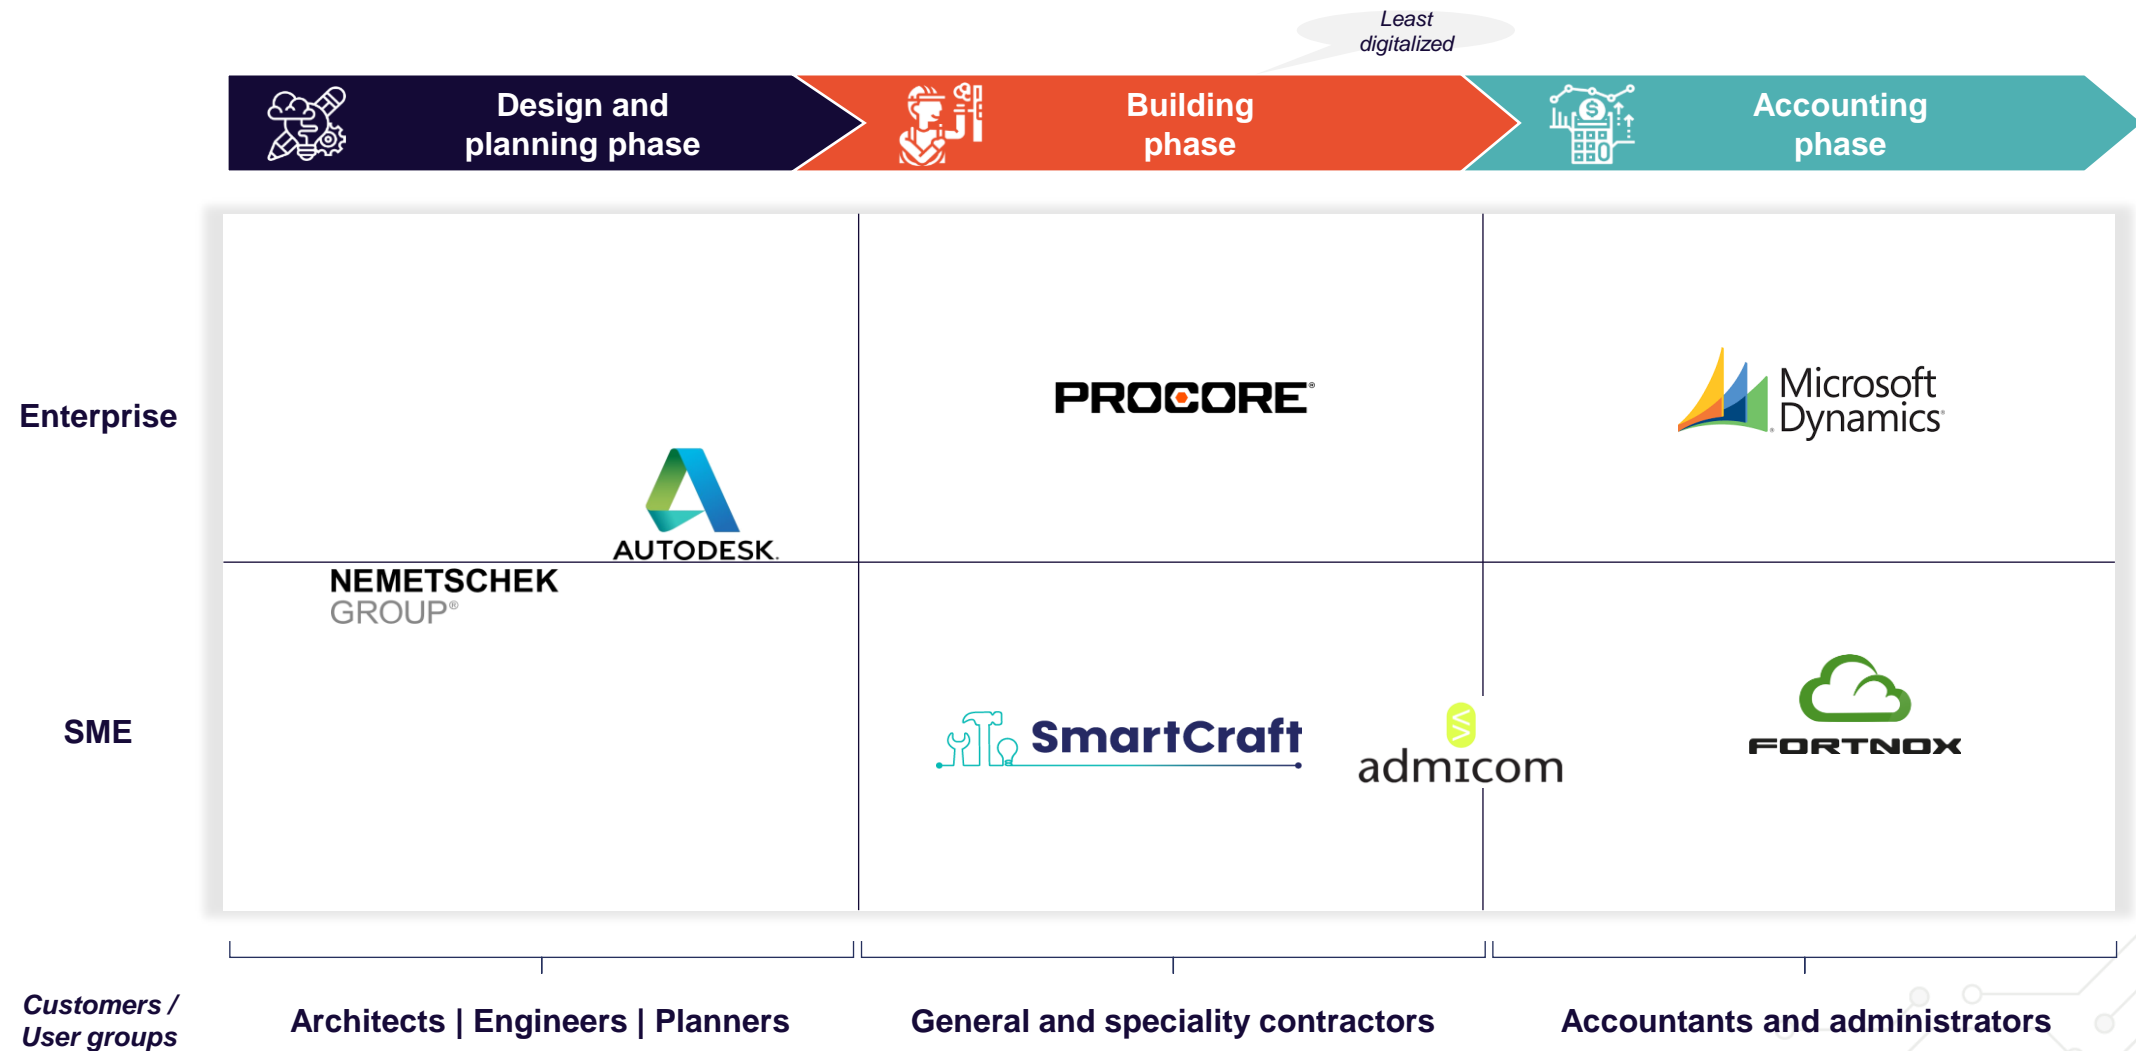 Least
digitalized
Design and
planning phase
Building
phase
Accounting
phase
Enterprise
PROCORE®
Microsoft
Dynamics®
AUTODESK.
NEMETSCHEK
GROUP®
SME
SmartCraft
admicom
FORTNOX
Customers /
User groups
Architects | Engineers | Planners
General and speciality contractors
Accountants and administrators